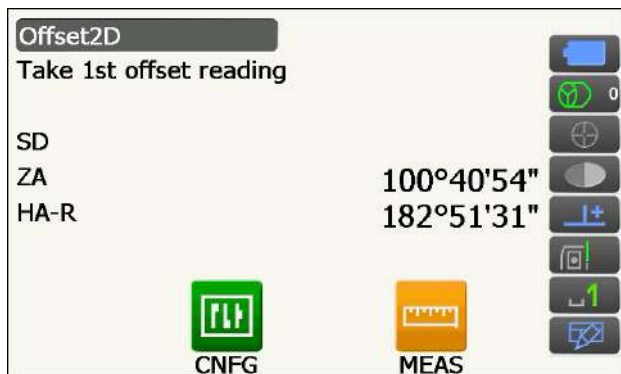 Offset2D
Take 1st offset reading
SD
ZA 100°40'54"
HA-R 182°51'31"
0
1
CNFG MEAS